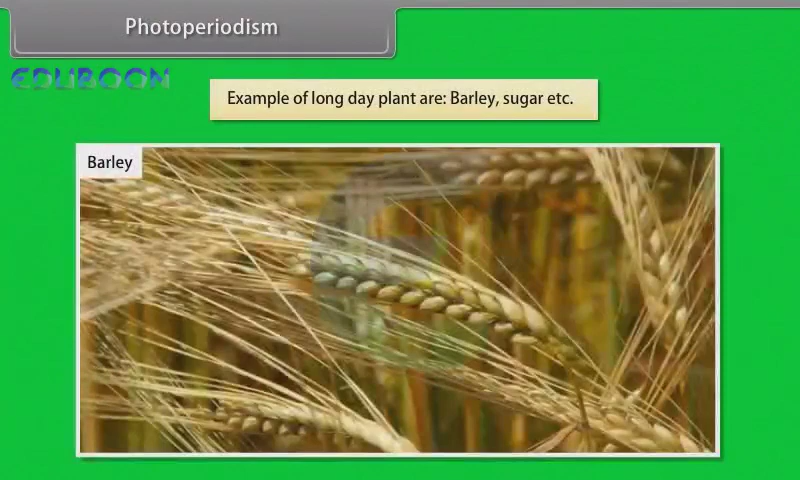 Photoperiodism
EDUBOON
Example of long day plant are: Barley, sugar etc.
Barley